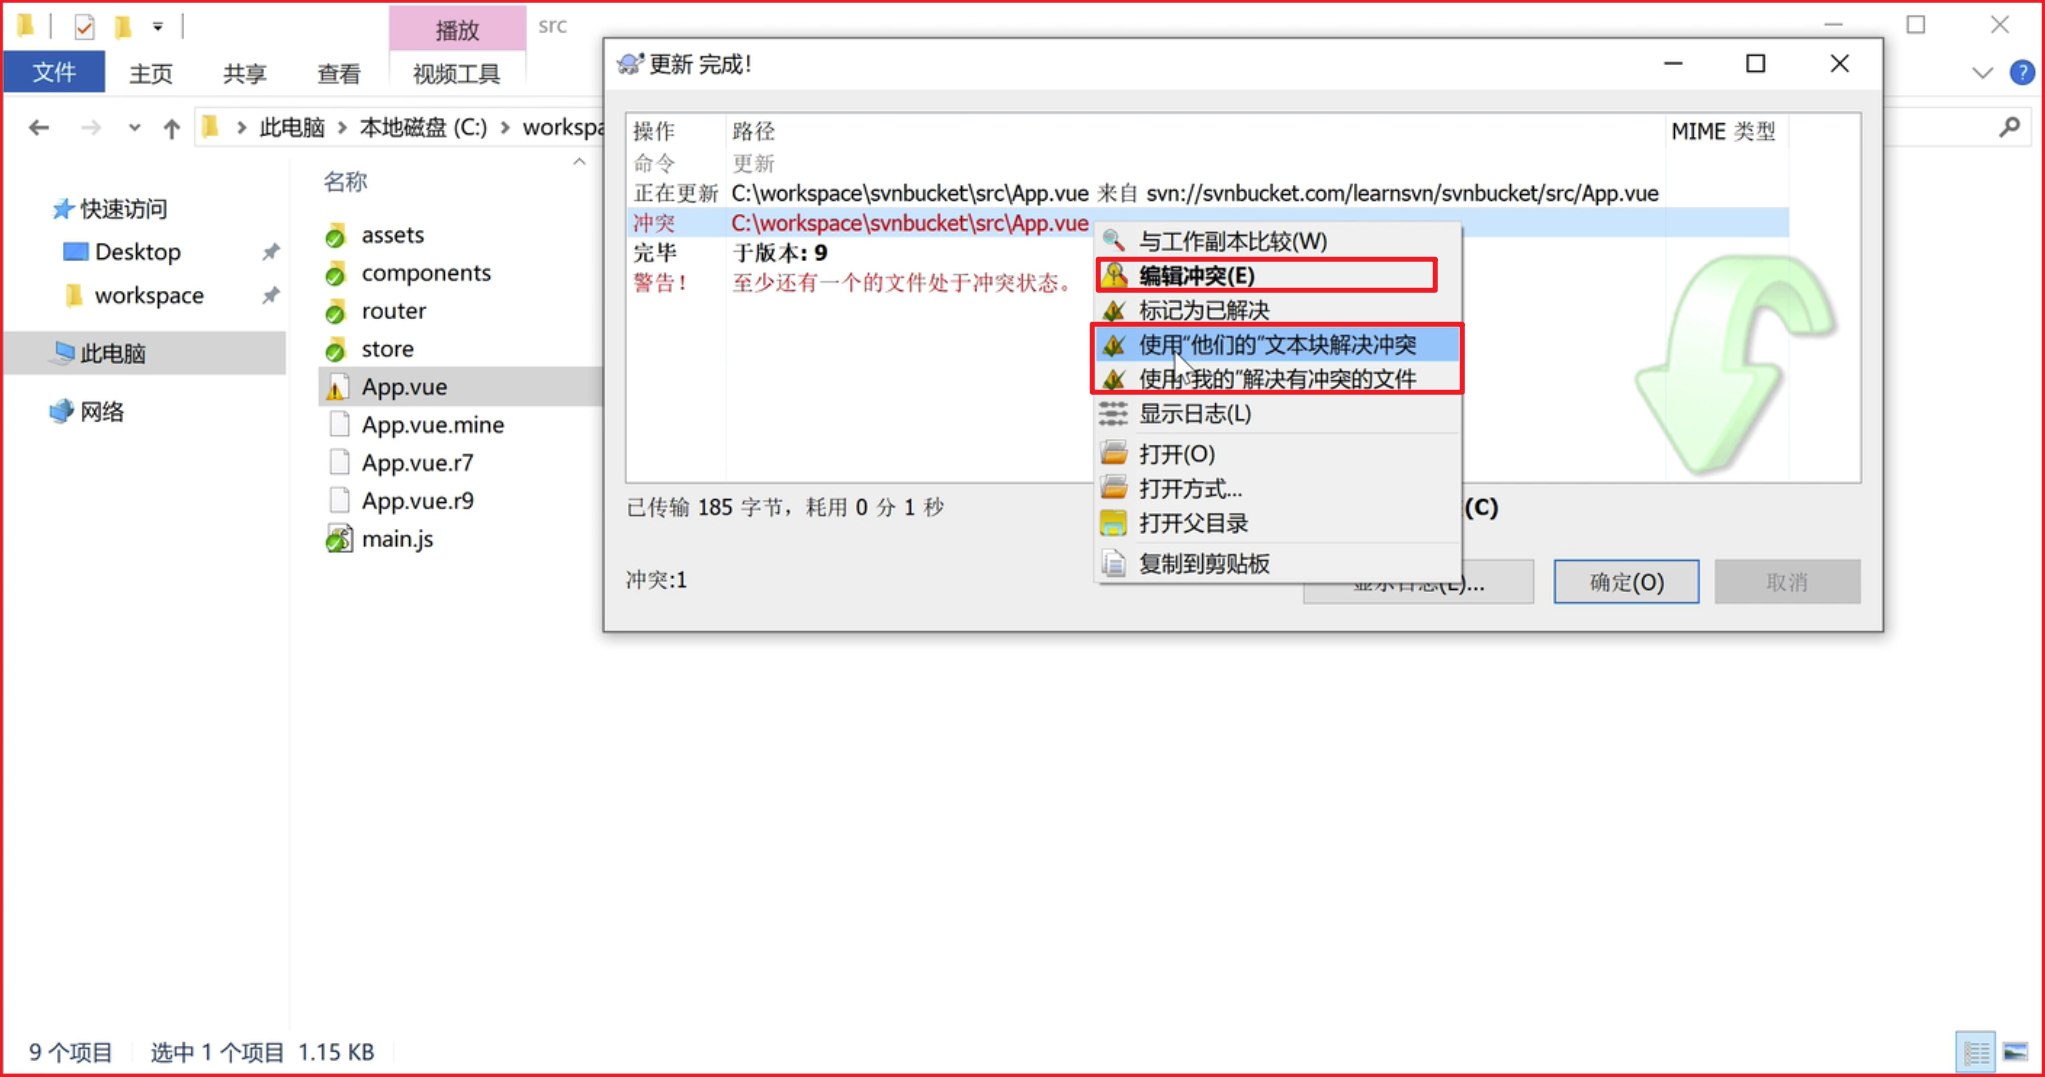 播放
src
文件
主页
共享
查看
视频工具
此电脑
本地磁盘 (C:)
名称
快速访问
Desktop
workspace
此电脑
网络
assets
components
router
store
App.vue
App.vue.mine
App.vue.r7
App.vue.r9
main.js
9 个项目
选中 1 个项目 1.15 KB
更新 完成!
操作 路径 MIME 类型
命令 更新
正在更新 C:\workspace\svnbucket\src\App.vue 来自 svn://svnbucket.com/learnsvn/svnbucket/src/App.vue
冲突 C:\workspace\svnbucket\src\App.vue
完毕 于版本: 9
警告! 至少还有一个的文件处于冲突状态。
已传输 185 字节，耗用 0 分 1 秒
(C)
冲突:1
显示日志(L)...
确定(O)
取消
与工作副本比较(W)
编辑冲突(E)
标记为已解决
使用“他们的”文本块解决冲突
使用 我的”解决有冲突的文件
显示日志(L)
打开(O)
打开方式...
打开父目录
复制到剪贴板